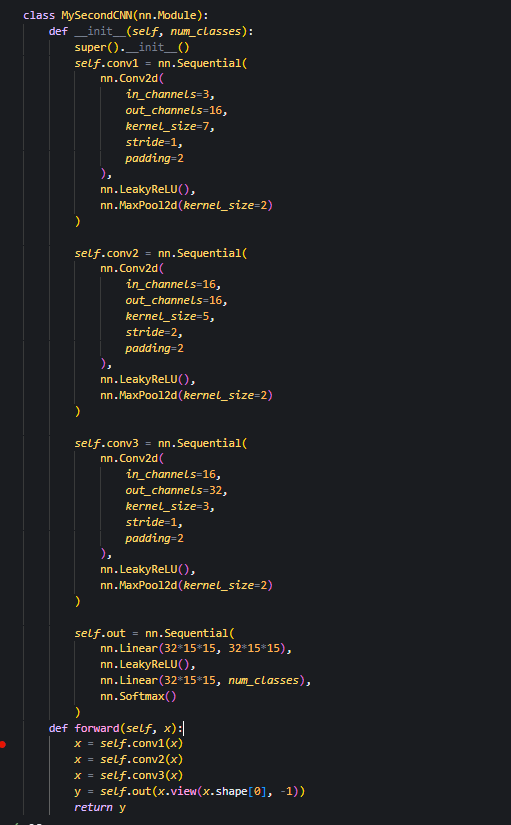 class MySecondCNN(nn.Module):
    def __init__(self, num_classes):
        super().__init__()
        self.conv1 = nn.Sequential(
            nn.Conv2d(
                in_channels=3,
                out_channels=16,
                kernel_size=7,
                stride=1,
                padding=2
            ),
            nn.LeakyReLU(),
            nn.MaxPool2d(kernel_size=2)
        )

        self.conv2 = nn.Sequential(
            nn.Conv2d(
                in_channels=16,
                out_channels=16,
                kernel_size=5,
                stride=2,
                padding=2
            ),
            nn.LeakyReLU(),
            nn.MaxPool2d(kernel_size=2)
        )

        self.conv3 = nn.Sequential(
            nn.Conv2d(
                in_channels=16,
                out_channels=32,
                kernel_size=3,
                stride=1,
                padding=2
            ),
            nn.LeakyReLU(),
            nn.MaxPool2d(kernel_size=2)
        )

        self.out = nn.Sequential(
            nn.Linear(32*15*15, 32*15*15),
            nn.LeakyReLU(),
            nn.Linear(32*15*15, num_classes),
            nn.Softmax()
        )
    def forward(self, x):
        x = self.conv1(x)
        x = self.conv2(x)
        x = self.conv3(x)
        y = self.out(x.view(x.shape[0], -1))
        return y